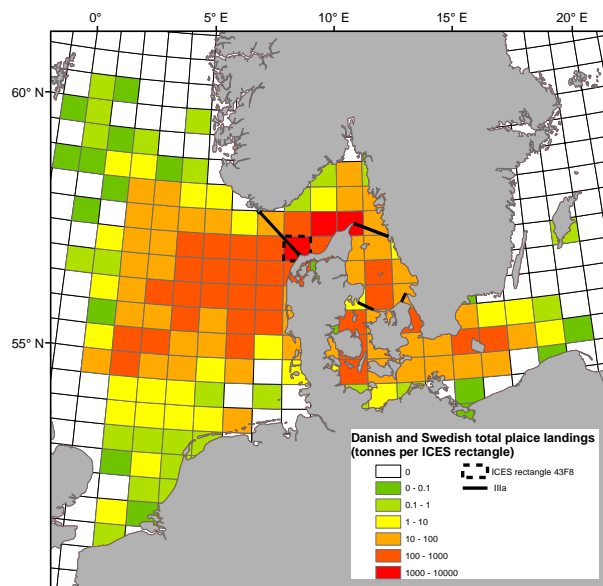 0° 5° E 10° E 15° E 20° E
60° N
55° N
Danish and Swedish total plaice landings
(tonnes per ICES rectangle)
0
0 - 0.1
0.1 - 1
1 - 10
10 - 100
100 - 1000
1000 - 10000
ICES rectangle 43F8
IIIa